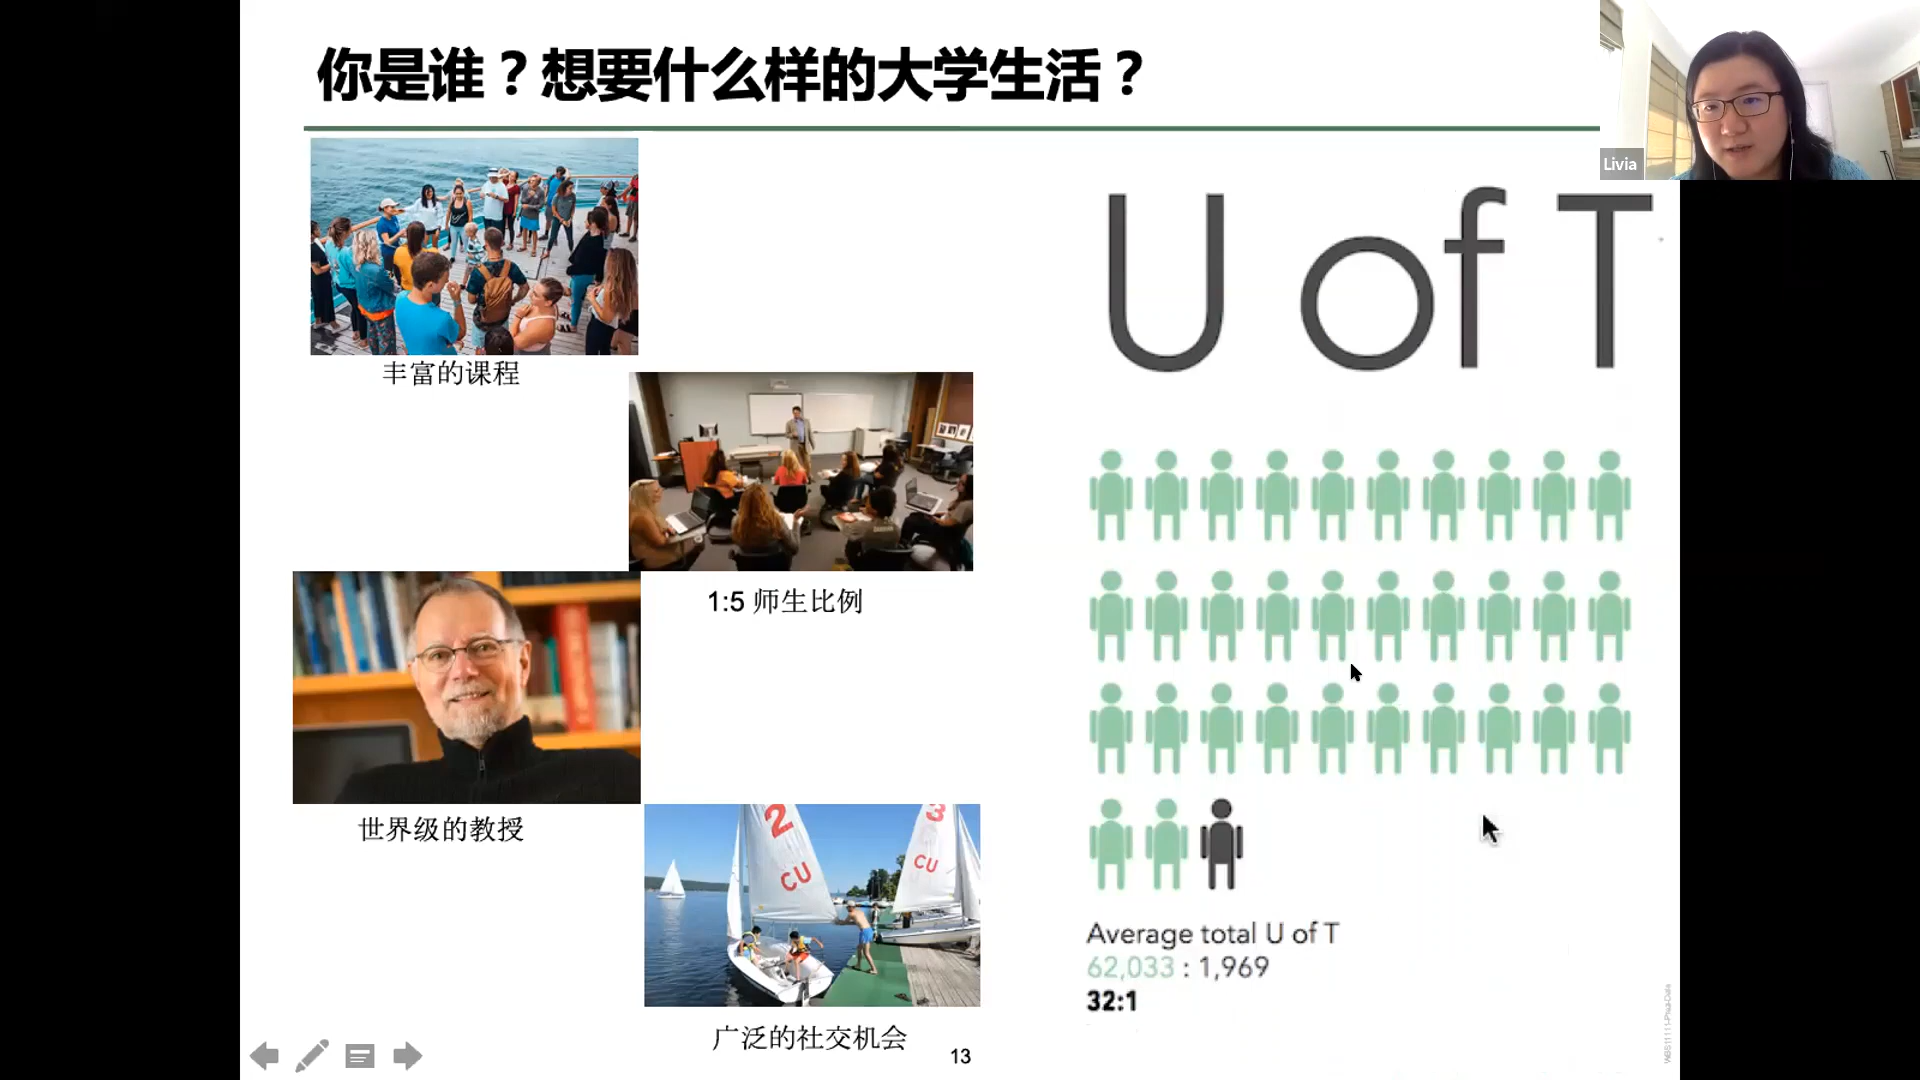 你是谁？想要什么样的大学生活？
Livia
丰富的课程
1:5 师生比例
世界级的教授
2
CU
3
CU
广泛的社交机会
U of T
Average total U of T
62,033 : 1,969
32:1
13